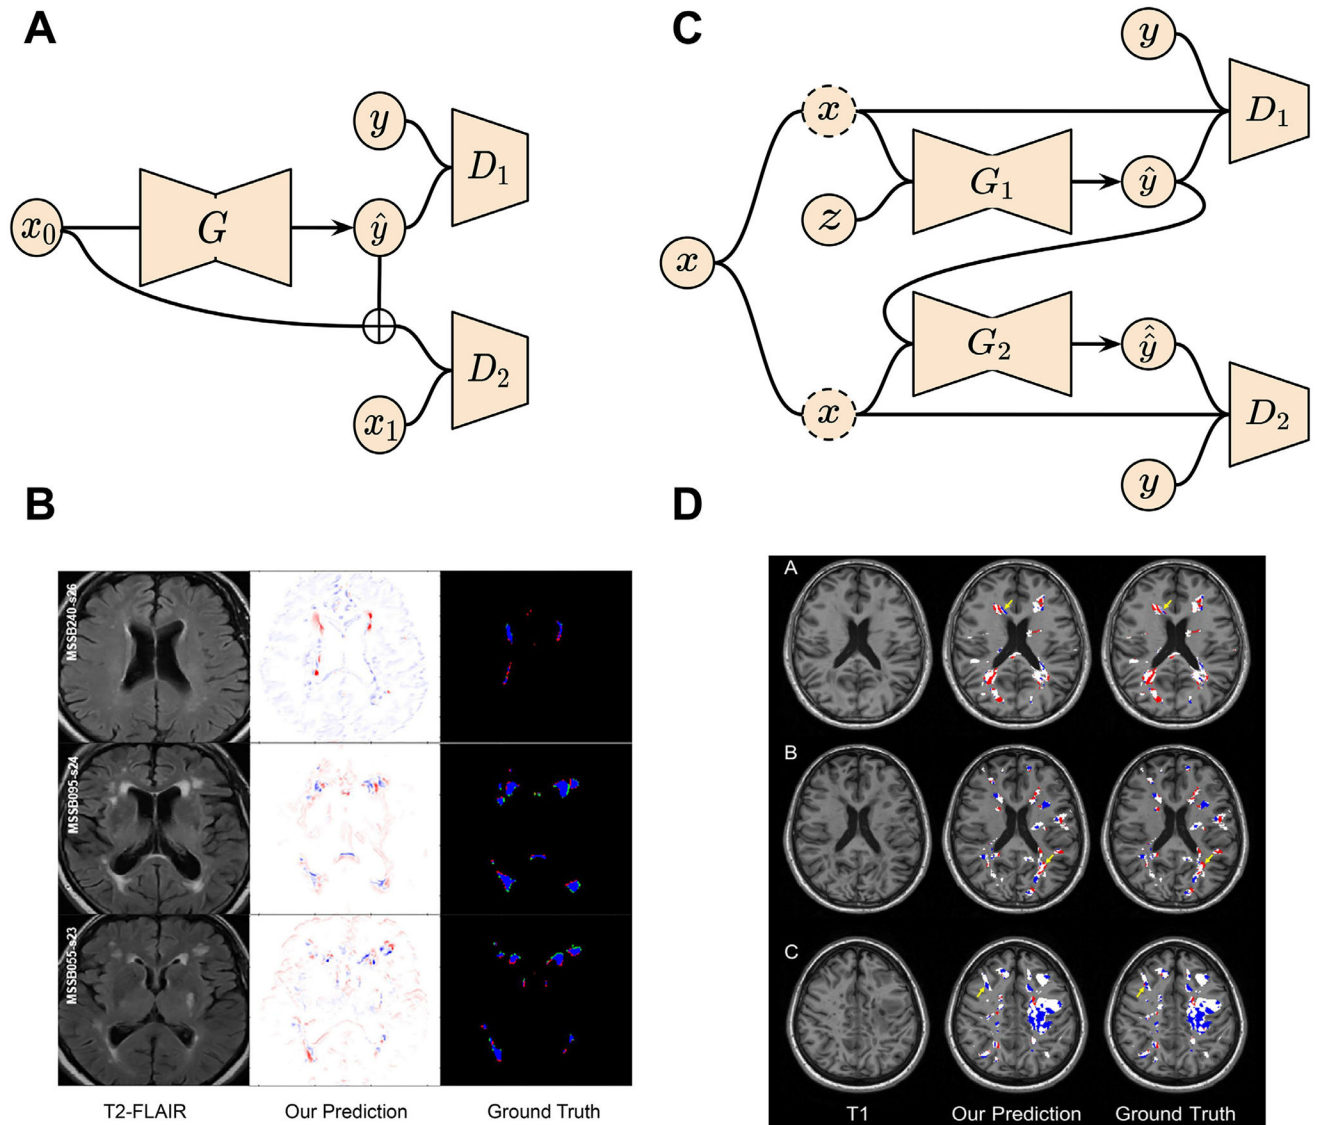 A
y
D₁
x₀
G
ŷ
D₂
x₁
B
MSSB240-s26
MSSB095-s24
MSSB055-s23
T2-FLAIR
Our Prediction
Ground Truth
C
y
x
D₁
G₁
ŷ
z
x
G₂
ŷ̂
x
D₂
y
D
A
B
C
T1
Our Prediction
Ground Truth